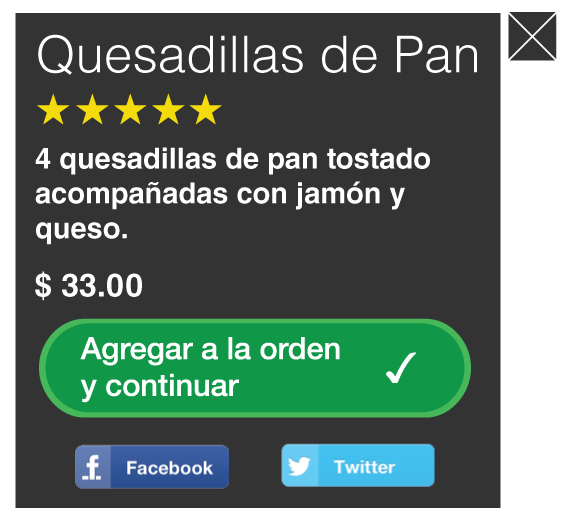 Quesadillas de Pan
4 quesadillas de pan tostado
acompañadas con jamón y
queso.
$ 33.00
Agregar a la orden
y continuar
Facebook
Twitter